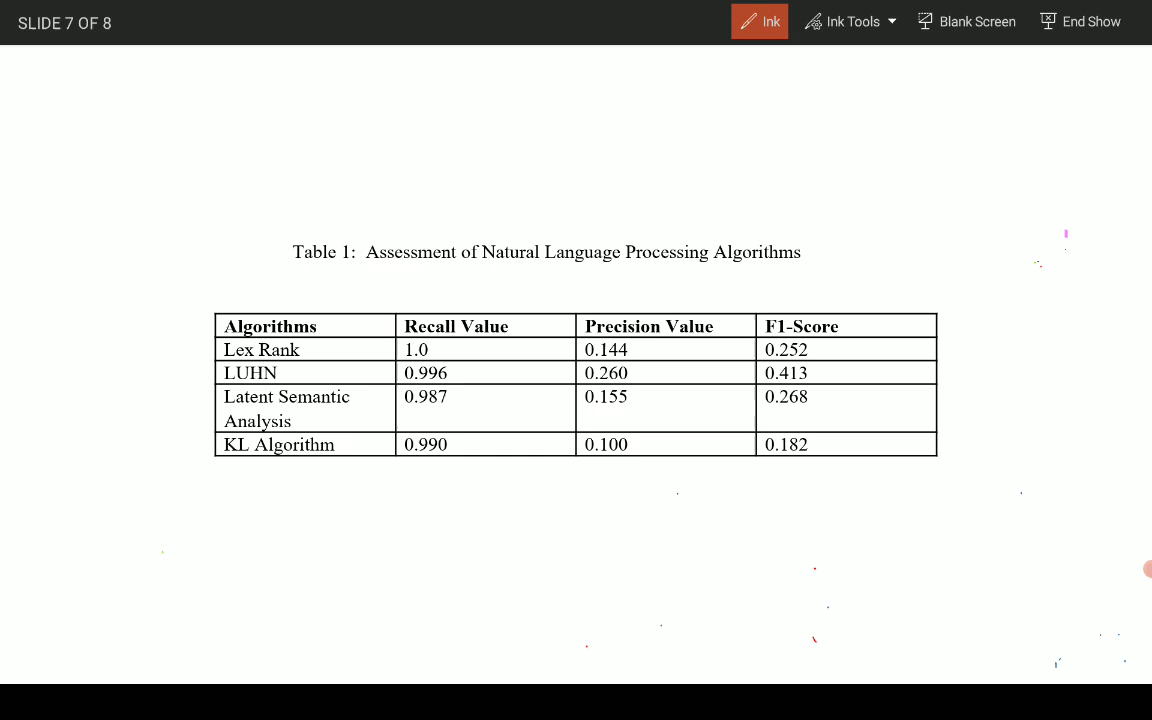 SLIDE 7 OF 8 Ink Ink Tools Blank Screen End Show
Table 1: Assessment of Natural Language Processing Algorithms
Algorithms Recall Value Precision Value F1-Score
Lex Rank 1.0 0.144 0.252
LUHN 0.996 0.260 0.413
Latent Semantic Analysis 0.987 0.155 0.268
KL Algorithm 0.990 0.100 0.182